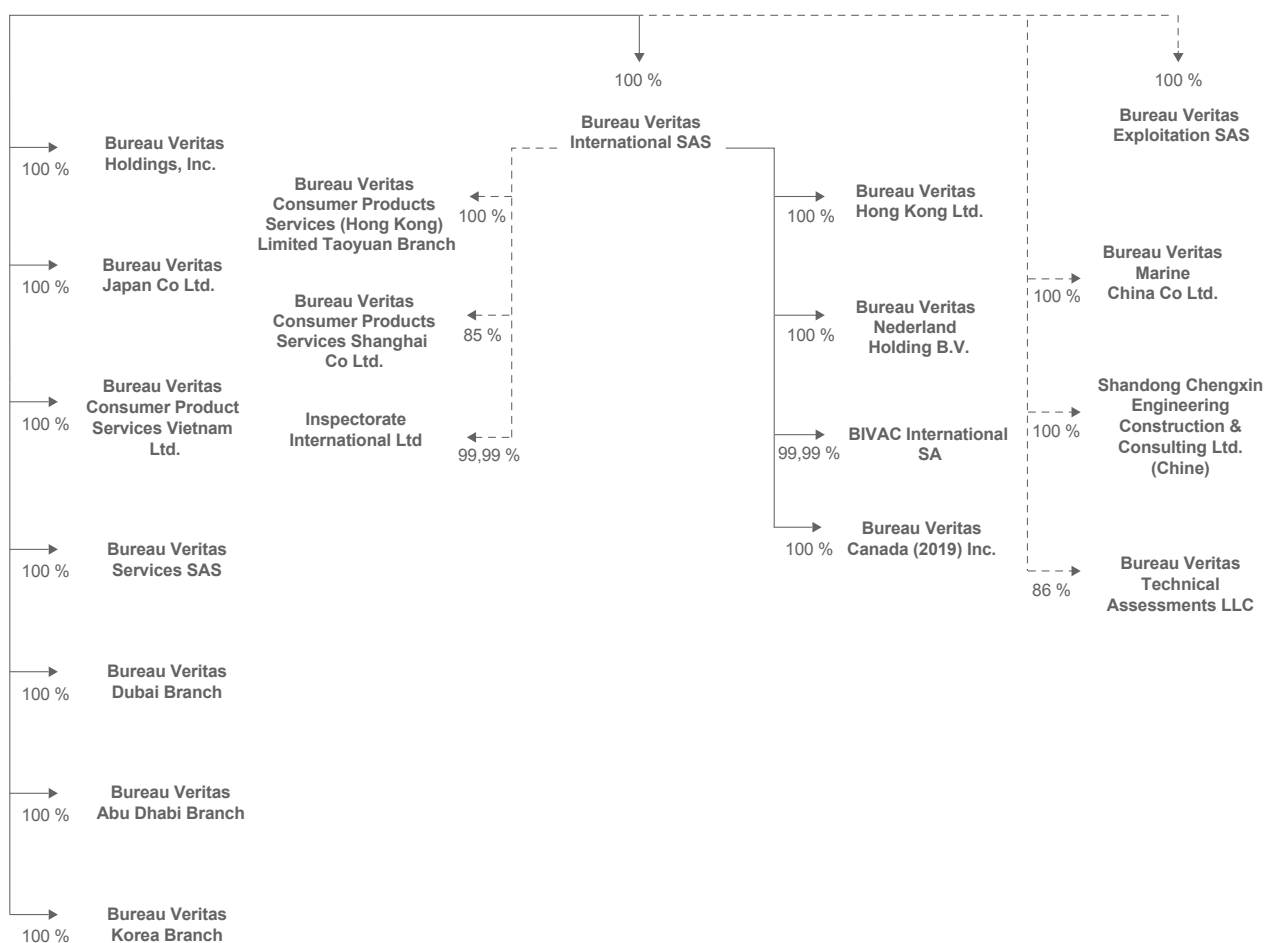 100 %
Bureau Veritas
International SAS
100 %
Bureau Veritas
Exploitation SAS
100 %
Bureau Veritas
Holdings, Inc.
100 %
Bureau Veritas
Japan Co Ltd.
100 %
Bureau Veritas
Consumer Product
Services Vietnam
Ltd.
100 %
Bureau Veritas
Services SAS
100 %
Bureau Veritas
Dubai Branch
100 %
Bureau Veritas
Abu Dhabi Branch
100 %
Bureau Veritas
Korea Branch
100 %
Bureau Veritas
Consumer Products
Services (Hong Kong)
Limited Taoyuan Branch
100 %
Bureau Veritas
Consumer Products
Services Shanghai
Co Ltd.
85 %
Inspectorate
International Ltd
99,99 %
Bureau Veritas
Hong Kong Ltd.
100 %
Bureau Veritas
Nederland
Holding B.V.
100 %
BIVAC International
SA
99,99 %
Bureau Veritas
Canada (2019) Inc.
100 %
Bureau Veritas
Marine
China Co Ltd.
100 %
Shandong Chengxin
Engineering
Construction &
Consulting Ltd.
(Chine)
100 %
Bureau Veritas
Technical
Assessments LLC
86 %